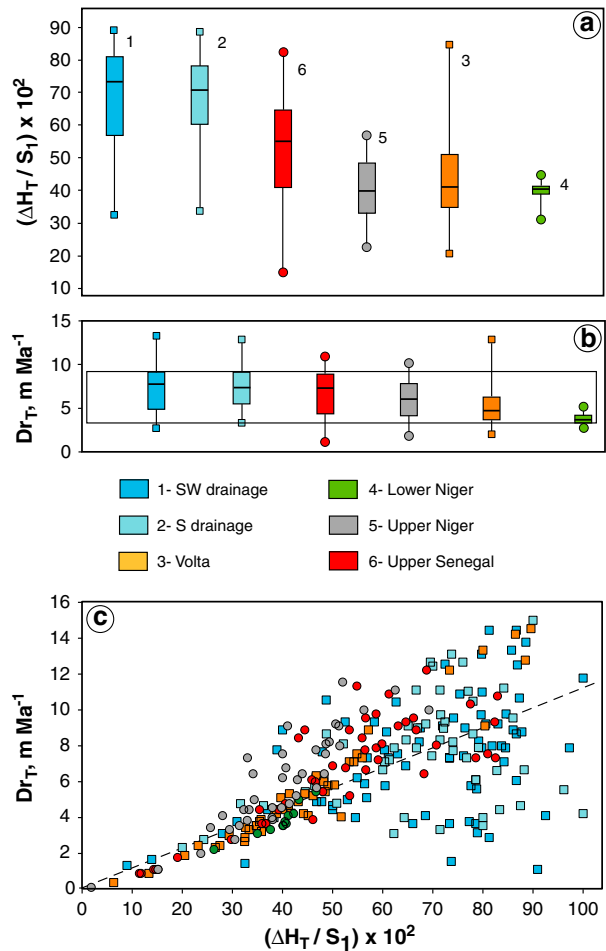 a
(ΔH_T / S_1) x 10^2
90
80
70
60
50
40
30
20
10
1
2
6
5
3
4
b
Dr_T, m Ma^-1
15
10
5
0
1- SW drainage
4- Lower Niger
2- S drainage
5- Upper Niger
3- Volta
6- Upper Senegal
c
Dr_T, m Ma^-1
16
14
12
10
8
6
4
2
0
0 10 20 30 40 50 60 70 80 90 100
(ΔH_T / S_1) x 10^2